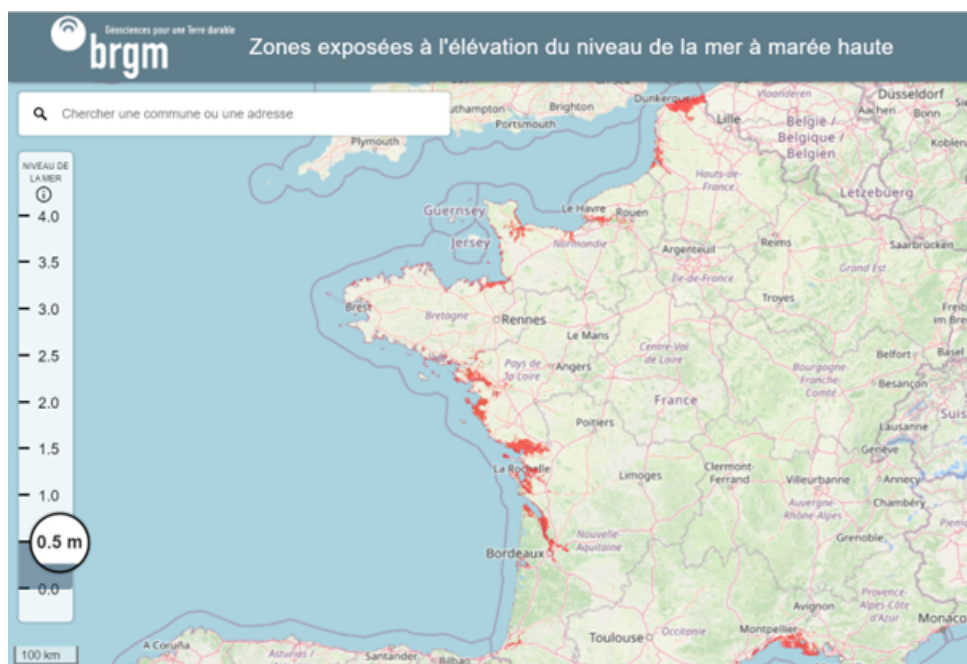 Géosciences pour une Terre durable
brgm
Zones exposées à l'élévation du niveau de la mer à marée haute
Chercher une commune ou une adresse
NIVEAU DE
LA MER
4.0
3.5
3.0
2.5
2.0
1.5
1.0
0.5 m
0.0
100 km
Brighton
Portsmouth
Plymouth
Dunkerque
Vlaanderen
Düsseldorf
Aachen
Bonn
Lille
België /
Belgique /
Belgien
Hauts-de-
France
Lëtzebuerg
Guernsey
Jersey
Le Havre
Rouen
Normandie
Argenteuil
Île-de-France
Reims
Saarbrücken
Grand Est
Troyes
Brest
Bretagne
Rennes
Le Mans
Pays de
la Loire
Angers
Centre-Val
de Loire
Bourgogne-
Franche-
Comté
Belfort
Basel
Besançon
France
Poitiers
Lausanne
Genève
La Rochelle
Limoges
Clermont-
Ferrand
Villeurbanne
Annecy
Chambéry
Auvergne-
Rhône-Alpes
Grenoble
Nouvelle-
Aquitaine
Bordeaux
Provence-
Alpes-Côte
d'Azur
Avignon
Monaco
Montpellier
Occitanie
Toulouse
A Coruña
Asturias /
Santander
Bilbao